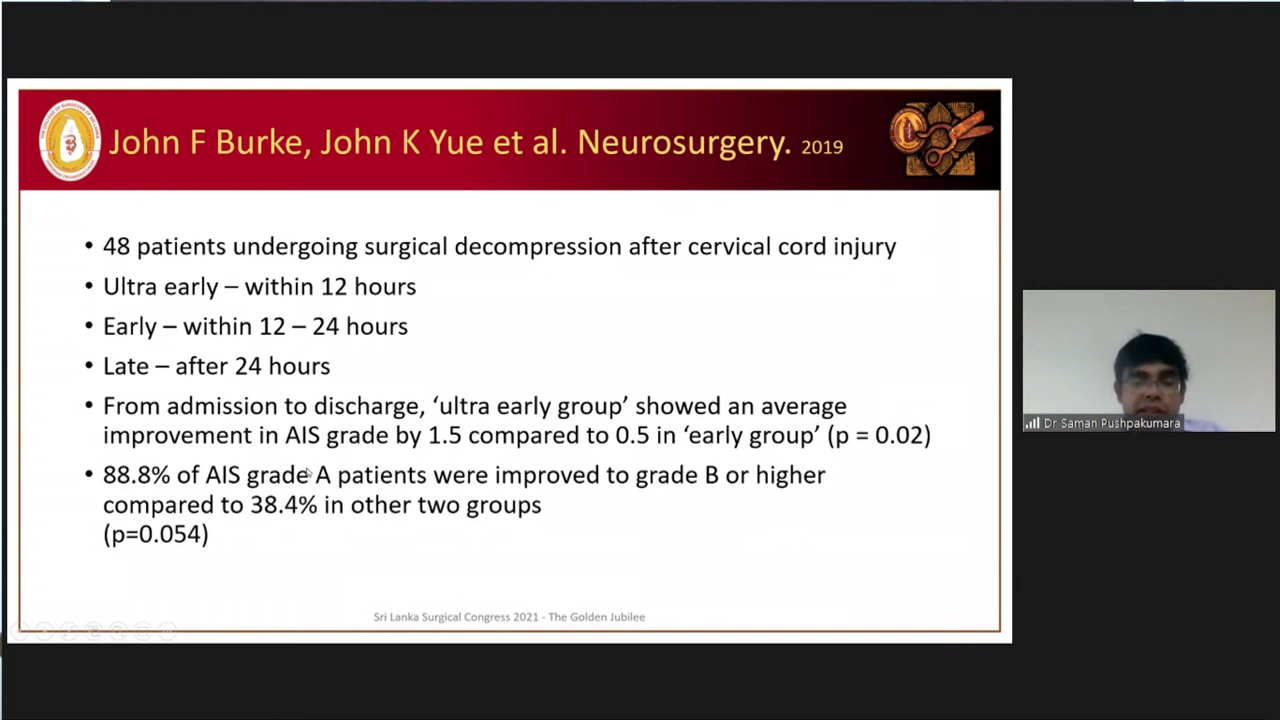 John F Burke, John K Yue et al. Neurosurgery. 2019
• 48 patients undergoing surgical decompression after cervical cord injury
• Ultra early – within 12 hours
• Early – within 12 – 24 hours
• Late – after 24 hours
• From admission to discharge, ‘ultra early group’ showed an average
improvement in AIS grade by 1.5 compared to 0.5 in ‘early group’ (p = 0.02)
• 88.8% of AIS grade A patients were improved to grade B or higher
compared to 38.4% in other two groups
(p=0.054)
Sri Lanka Surgical Congress 2021 - The Golden Jubilee
Dr Saman Pushpakumara